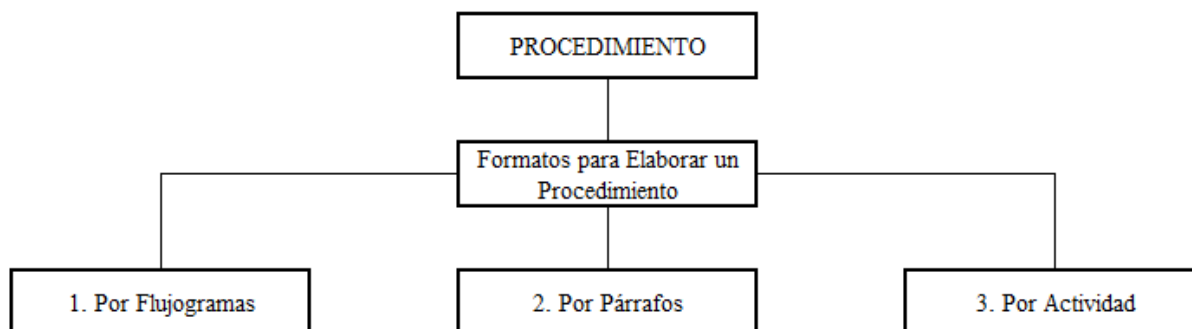 PROCEDIMIENTO
Formatos para Elaborar un
Procedimiento
1. Por Flujogramas
2. Por Párrafos
3. Por Actividad